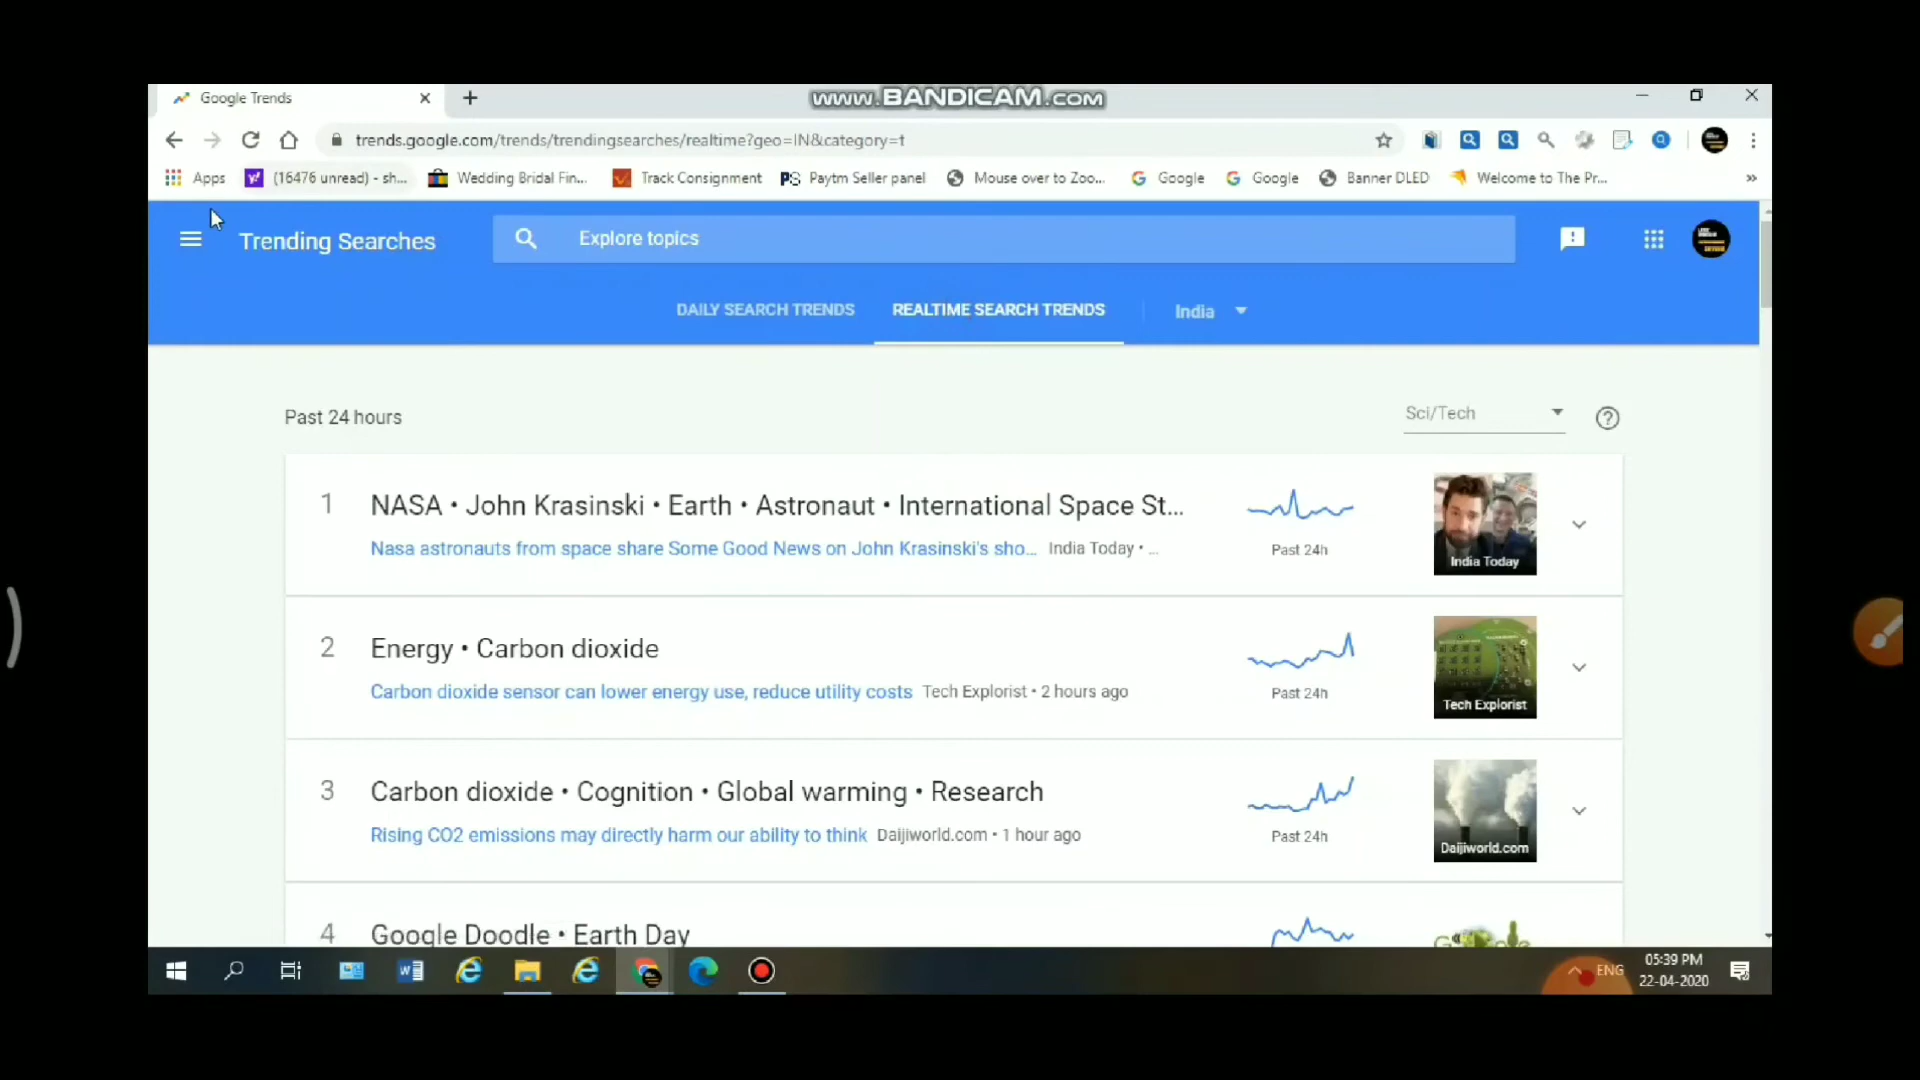 Google Trends
www.BANDICAM.com
trends.google.com/trends/trendingsearches/realtime?geo=IN&category=t
Apps (16476 unread) - sh... Wedding Bridal Fin... Track Consignment Paytm Seller panel Mouse over to Zoo... Google Google Banner DLED Welcome to The Pr... »
Trending Searches Explore topics
DAILY SEARCH TRENDS REALTIME SEARCH TRENDS India
Past 24 hours Sci/Tech
1 NASA • John Krasinski • Earth • Astronaut • International Space St...
Nasa astronauts from space share Some Good News on John Krasinski's sho... India Today • ...
Past 24h
India Today
2 Energy • Carbon dioxide
Carbon dioxide sensor can lower energy use, reduce utility costs Tech Explorist • 2 hours ago
Past 24h
Tech Explorist
3 Carbon dioxide • Cognition • Global warming • Research
Rising CO2 emissions may directly harm our ability to think Daijiworld.com • 1 hour ago
Past 24h
Daijiworld.com
4 Google Doodle • Earth Day
ENG
05:39 PM
22-04-2020